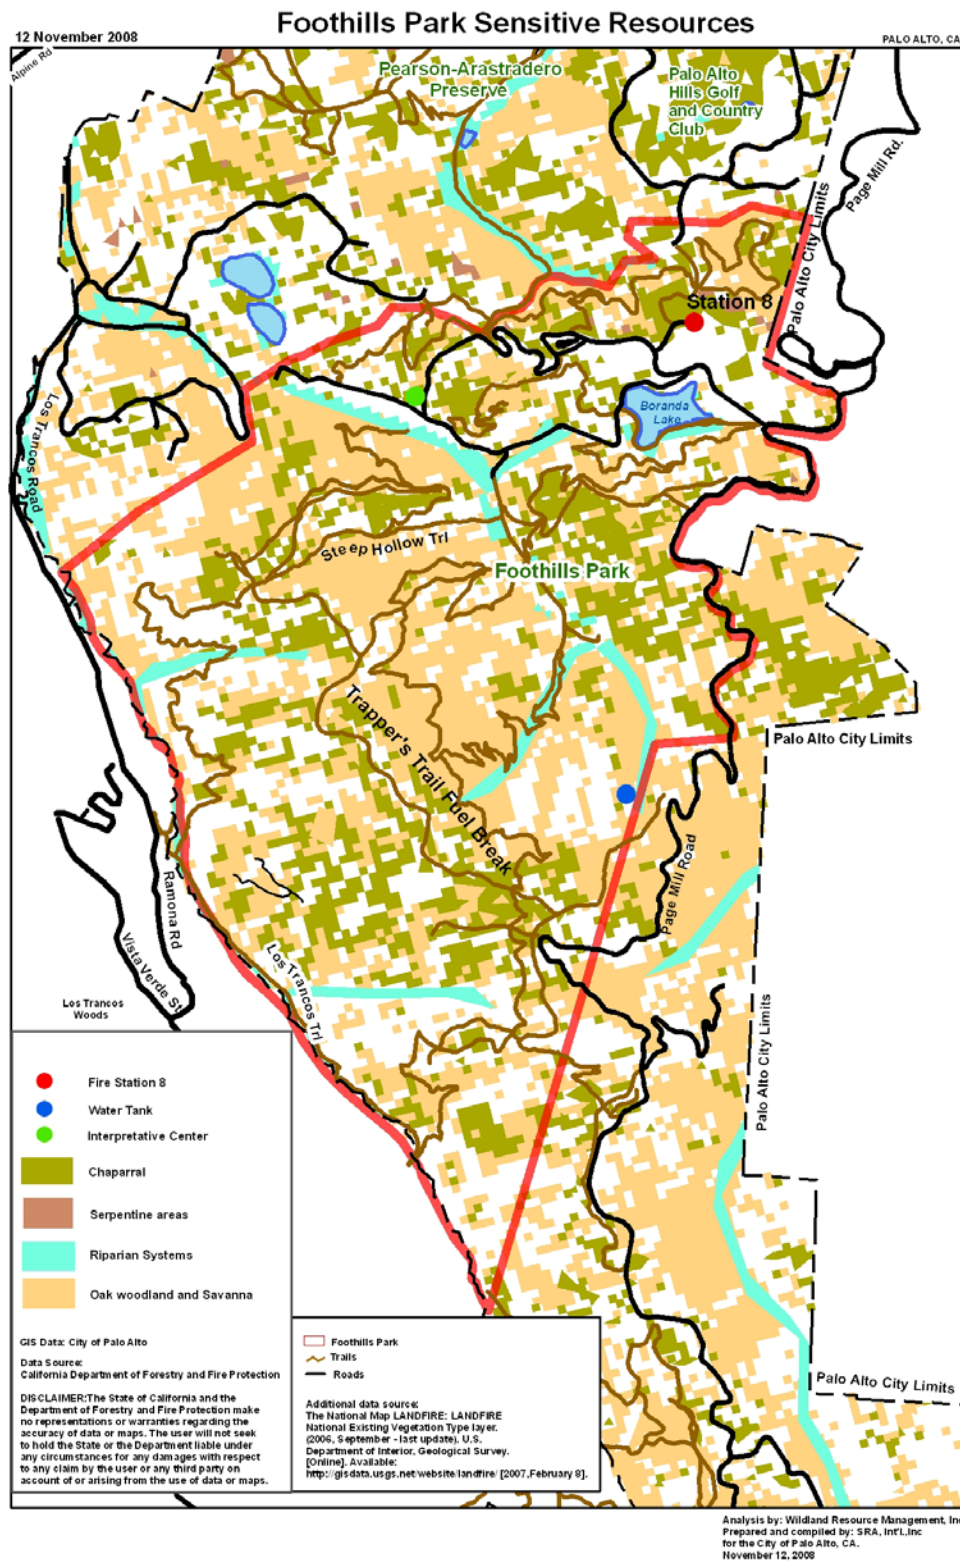 Foothills Park Sensitive Resources
12 November 2008
PALO ALTO, CA
Alpine Rd
Pearson-Arastradero
Preserve
Palo Alto
Hills Golf
and Country
Club
Page Mill Rd.
Palo Alto City Limits
Station 8
Boranda
Lake
Los Trancos Road
Steep Hollow Trl
Foothills Park
Trapper's Trail Fuel Break
Palo Alto City Limits
Page Mill Road
Ramona Rd
Vista Verde St
Los Trancos Trl
Los Trancos
Woods
Palo Alto City Limits
Palo Alto City Limits
Fire Station 8
Water Tank
Interpretative Center
Chaparral
Serpentine areas
Riparian Systems
Oak woodland and Savanna
GIS Data: City of Palo Alto
Data Source:
California Department of Forestry and Fire Protection
DISCLAIMER:The State of California and the
Department of Forestry and Fire Protection make
no representations or warranties regarding the
accuracy of data or maps. The user will not seek
to hold the State or the Department liable under
any circumstances for any damages with respect
to any claim by the user or any third party on
account of or arising from the use of data or maps.
Foothills Park
Trails
Roads
Additional data source:
The National Map LANDFIRE: LANDFIRE
National Existing Vegetation Type layer.
(2006, September - last update). U.S.
Department of Interior, Geological Survey.
[Online]. Available:
http://gisdata.usgs.net/website/landfire/ [2007,February 8].
Analysis by: Wildland Resource Management, Inc
Prepared and compiled by: SRA, Int'l.,Inc
for the City of Palo Alto, CA.
November 12, 2008